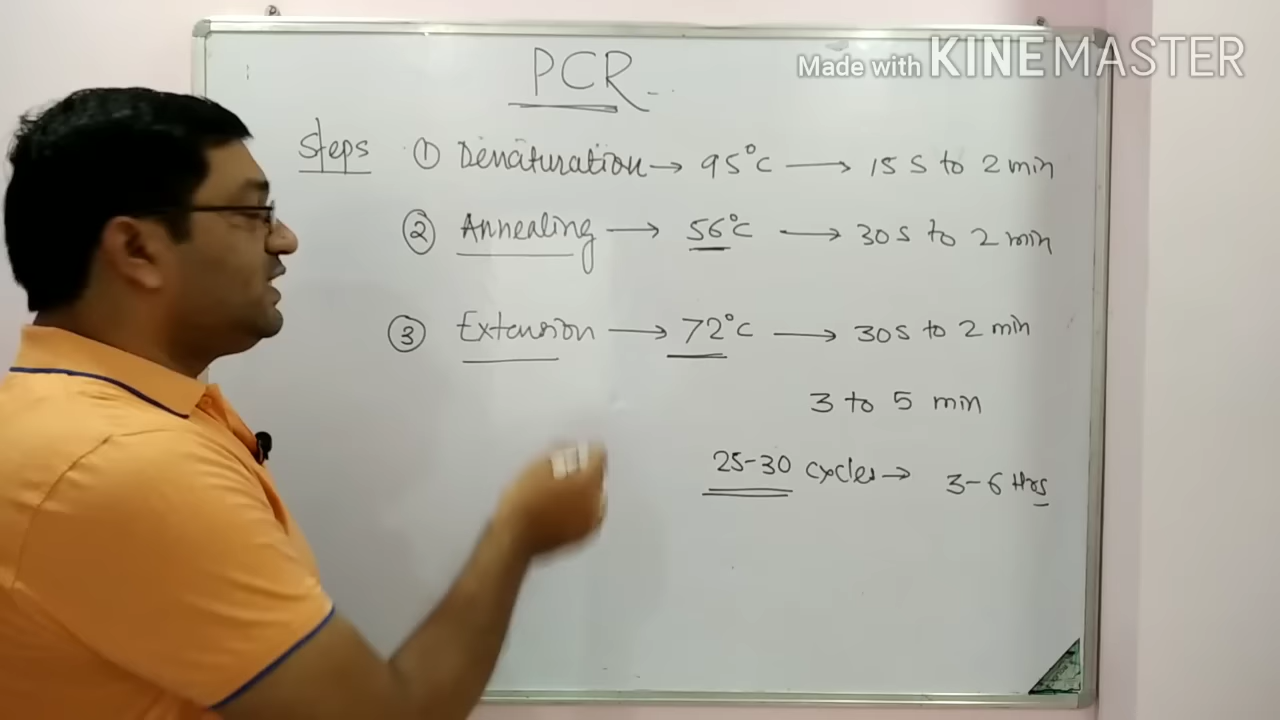 Made with KINEMASTER
PCR
Steps ① Denaturation → 95°C → 15 S to 2 min
② Annealing → 56°C → 30 S to 2 min
③ Extension → 72°C → 30S to 2 min
3 to 5 min
25-30 cycles → 3-6 Hrs